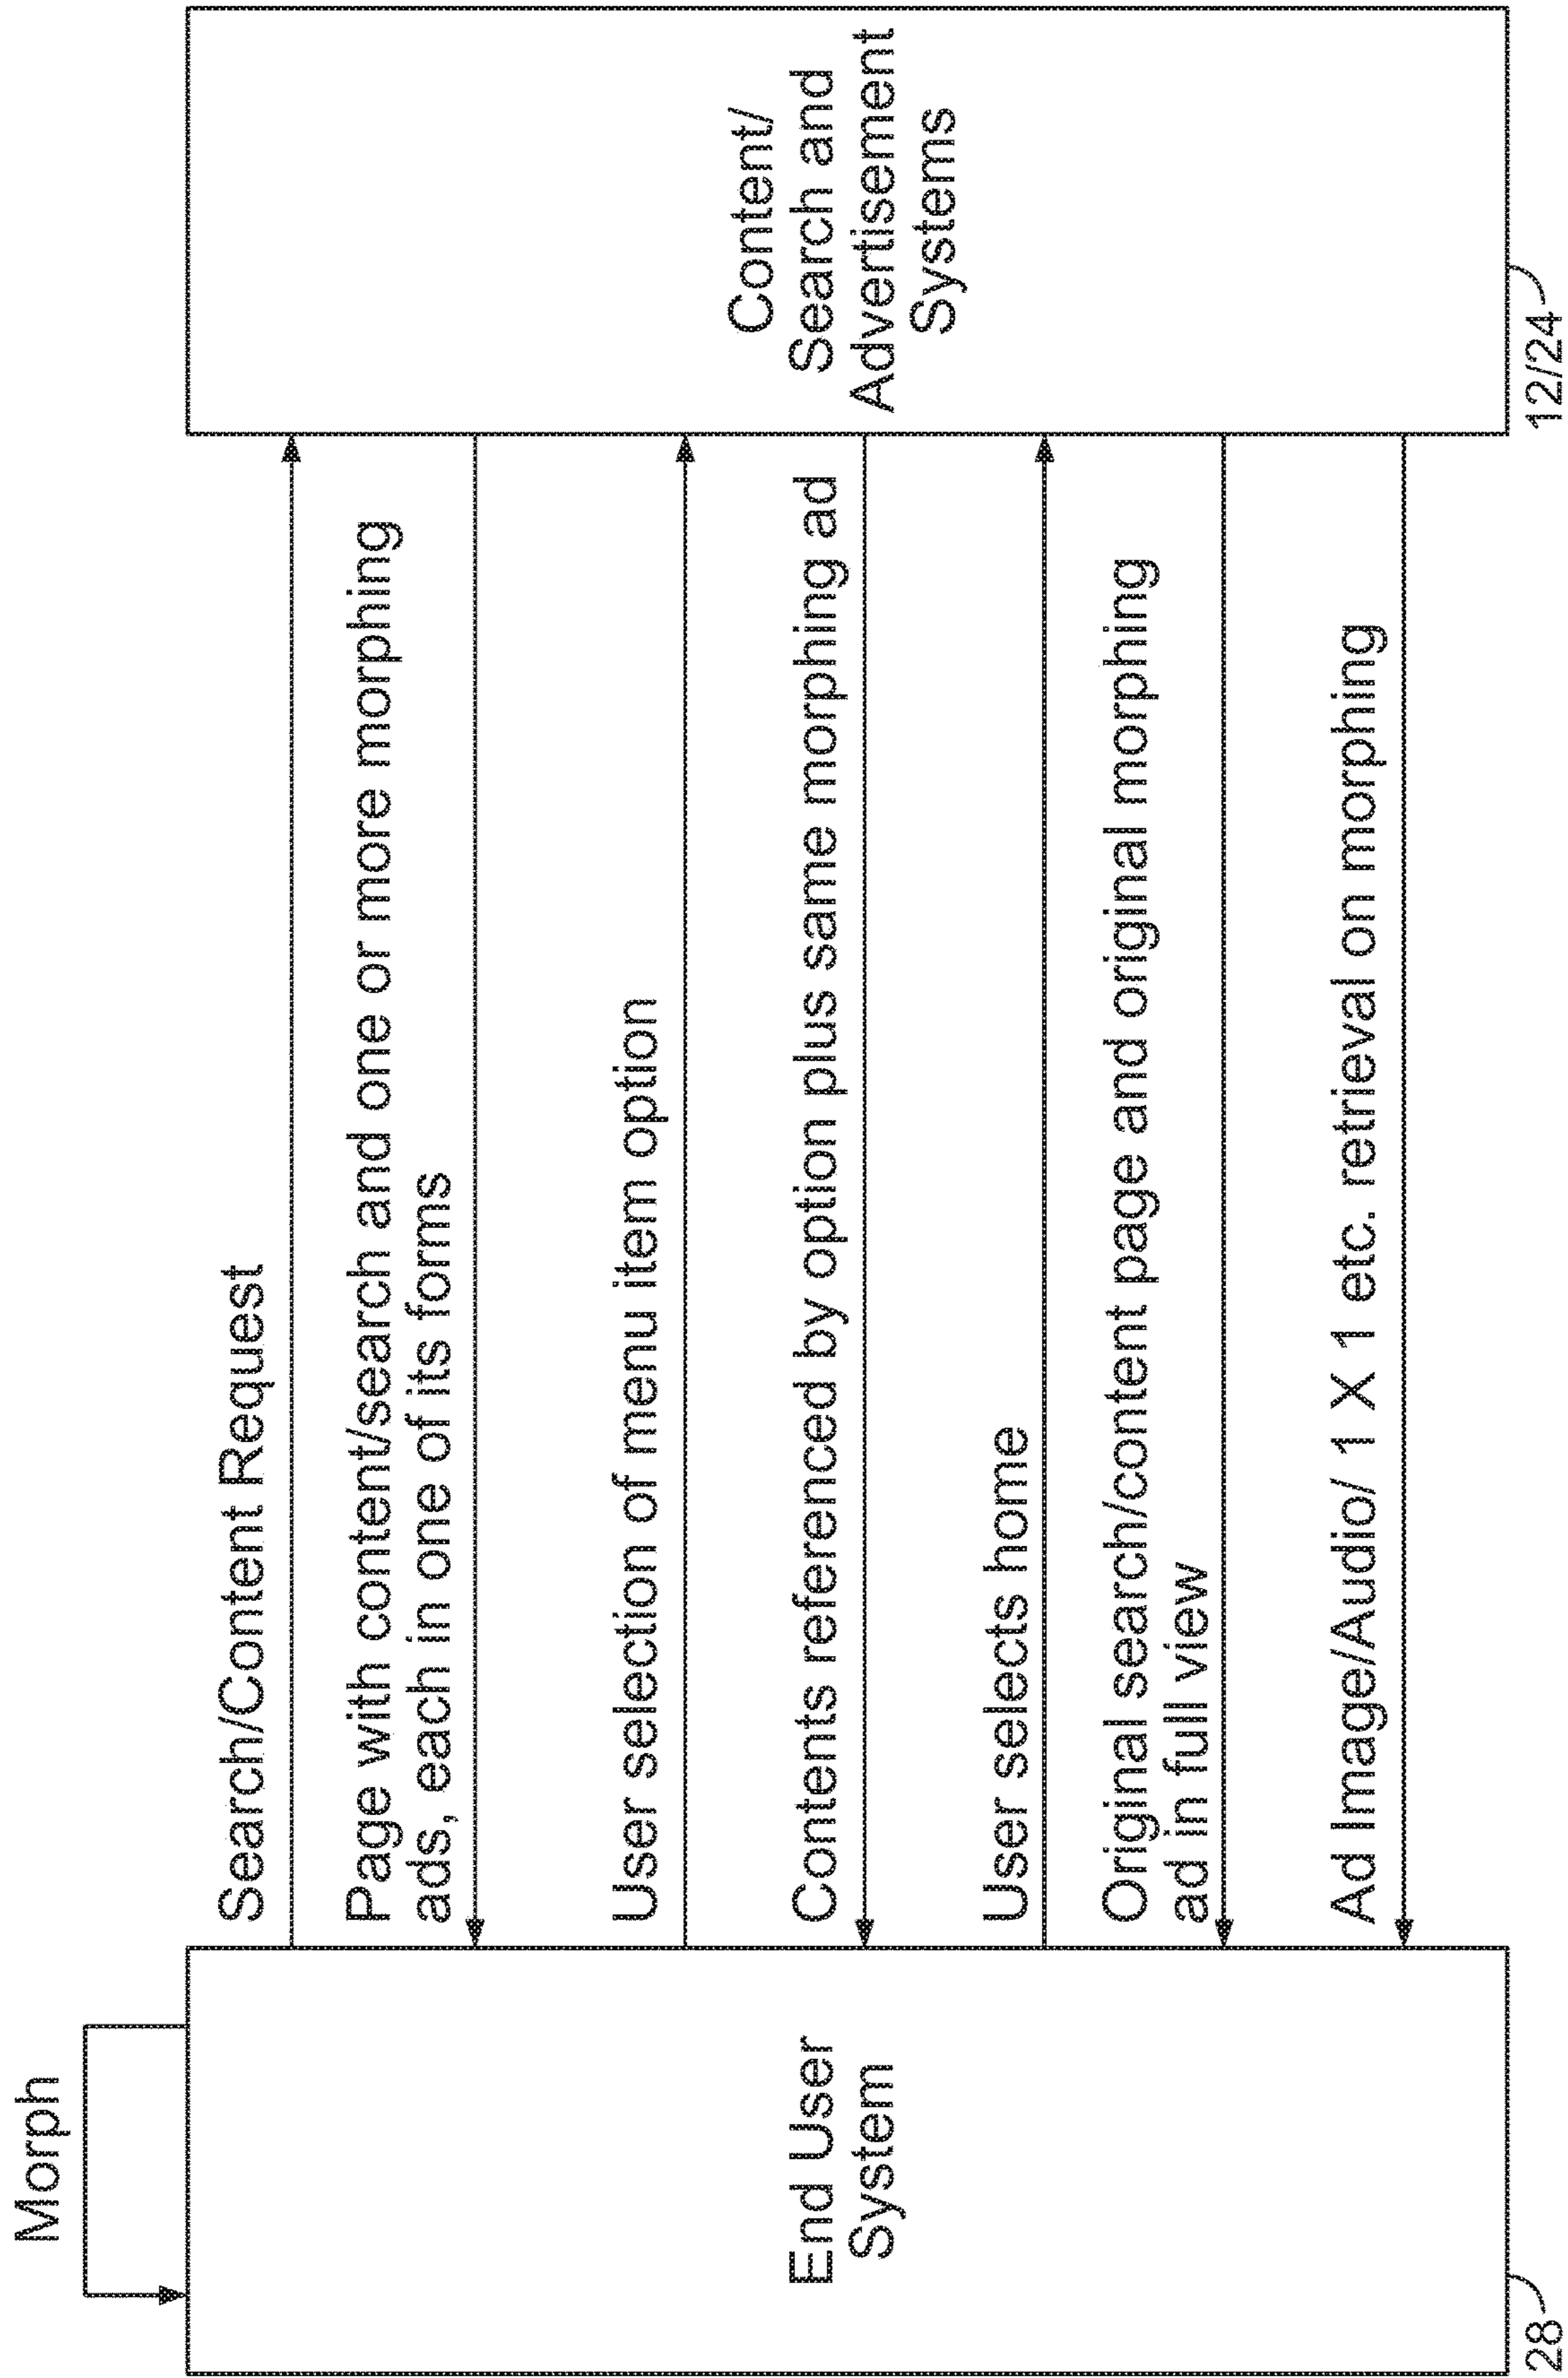 Morph
End User
System
28
Search/Content Request
Page with content/search and one or more morphing
ads, each in one of its forms
User selection of menu item option
Contents referenced by option plus same morphing ad
User selects home
Original search/content page and original morphing
ad in full view
Ad Image/Audio/ 1 X 1 etc. retrieval on morphing
Content/
Search and
Advertisement
Systems
12/24